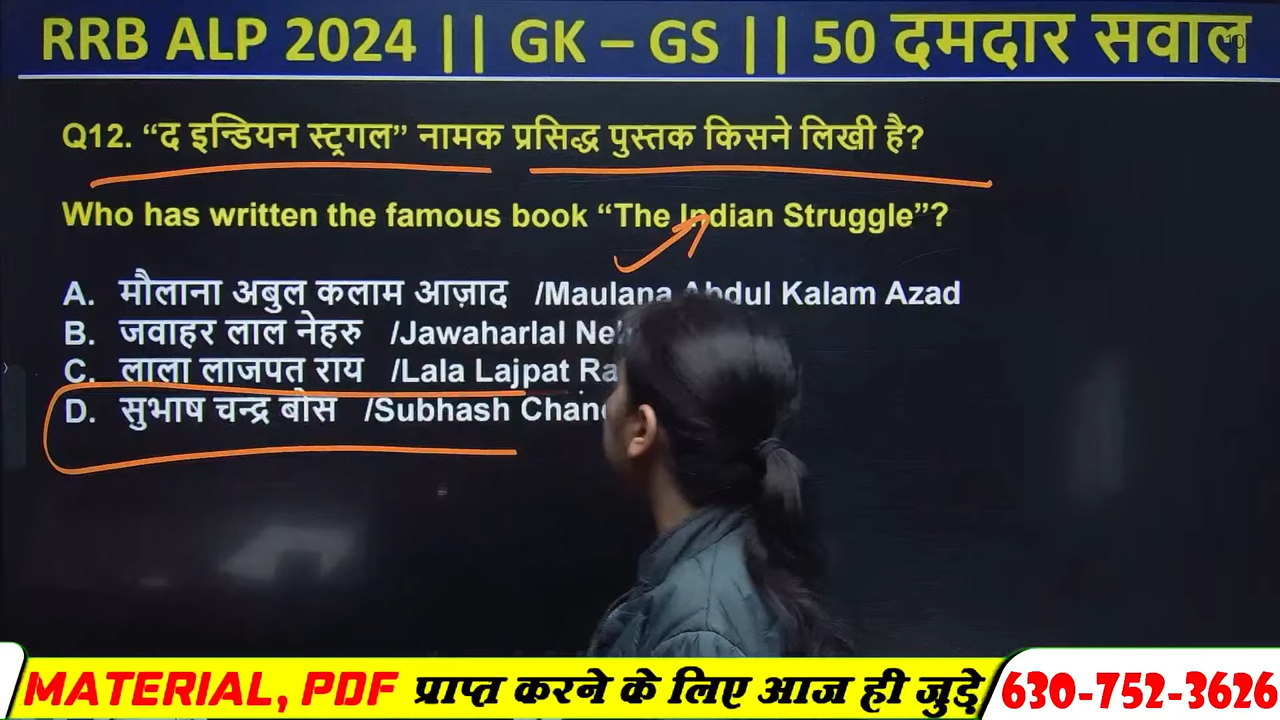 RRB ALP 2024 || GK – GS || 50 दमदार सवाल
Q12. “द इन्डियन स्ट्रगल” नामक प्रसिद्ध पुस्तक किसने लिखी है?
Who has written the famous book “The Indian Struggle”?
A. मौलाना अबुल कलाम आज़ाद /Maulana Abdul Kalam Azad
B. जवाहर लाल नेहरु /Jawaharlal
C. लाला लाजपत राय /Lala Lajpat
D. सुभाष चन्द्र बोस /Subhash
MATERIAL, PDF प्राप्त करने के लिए आज ही जुड़े 630-752-3626